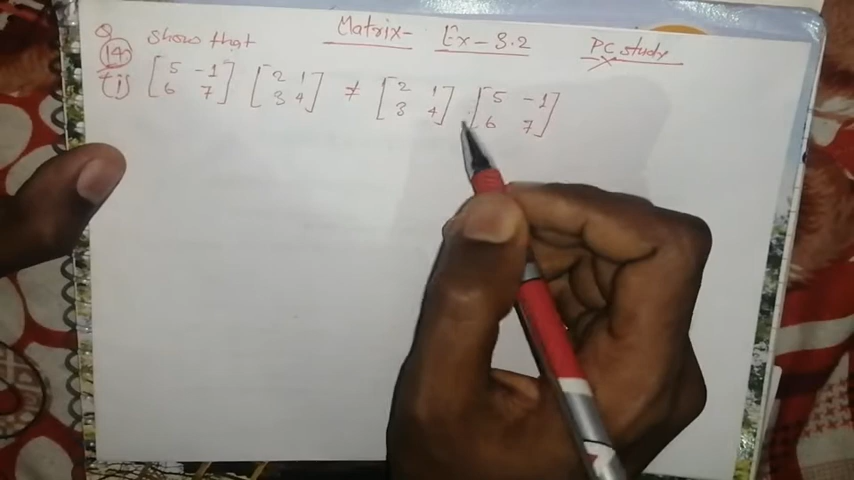 Matrix - Ex - 3.2 PC study
Q 14 Show that
(i) [5 -1 [2 1 ≠ [2 1 [5 -1
6 7] 3 4] 3 4] 6 7]